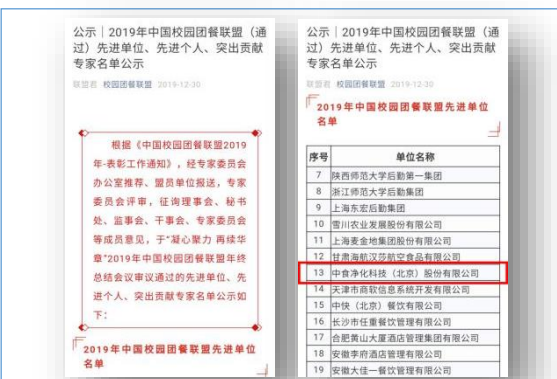 公示｜2019年中国校园团餐联盟（通
过）先进单位、先进个人、突出贡献
专家名单公示
联盟君 校园团餐联盟 2019-12-30
根据《中国校园团餐联盟2019
年-表彰工作通知》，经专家委员会
办公室推荐、盟员单位报送，专家
委员会评审，征询理事会、秘书
处、监事会、干事会、专家委员会
等成员意见，于“凝心聚力 再续华
章”2019年中国校园团餐联盟年终
总结会议审议通过的先进单位、先
进个人、突出贡献专家名单公示如
下：
2019年中国校园团餐联盟先进单位
名单
公示｜2019年中国校园团餐联盟（通
过）先进单位、先进个人、突出贡献
专家名单公示
联盟君 校园团餐联盟 2019-12-30
2019年中国校园团餐联盟先进单位
名单
序号 单位名称
7 陕西师范大学后勤第一集团
8 浙江师范大学后勤集团
9 上海东宏后勤集团
10 雪川农业发展股份有限公司
11 上海麦金地集团股份有限公司
12 甘肃海航汉莎航空食品有限公司
13 中食净化科技（北京）股份有限公司
14 天津市商软信息系统开发有限公司
15 中快（北京）餐饮有限公司
16 长沙市任重餐饮管理有限公司
17 合肥黄山大厦酒店管理集团有限公司
18 安徽李府酒店管理有限公司
19 安徽大佳一餐饮管理有限公司